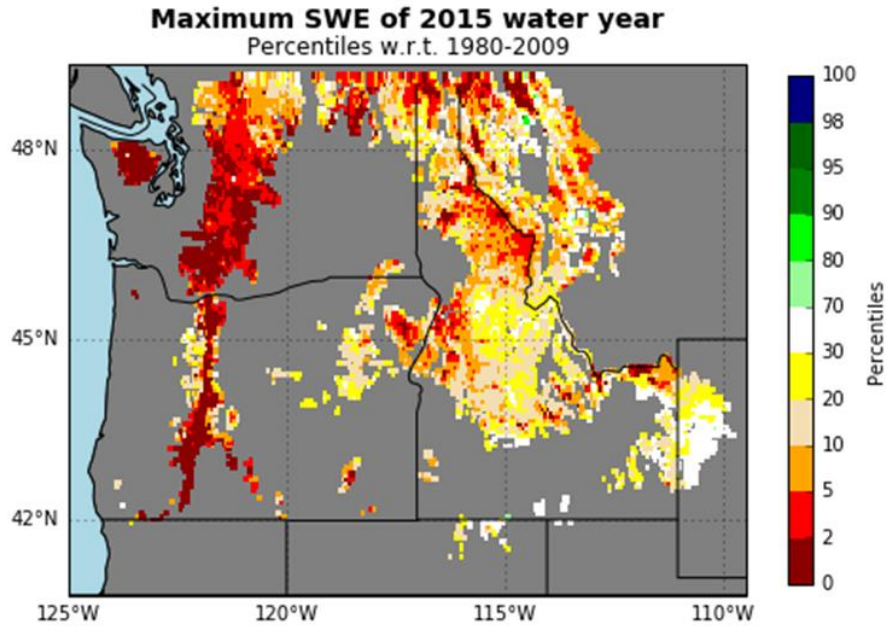 Maximum SWE of 2015 water year
Percentiles w.r.t. 1980-2009
48°N
45°N
42°N
125°W
120°W
115°W
110°W
100
98
95
90
80
70
30
20
10
5
2
0
Percentiles